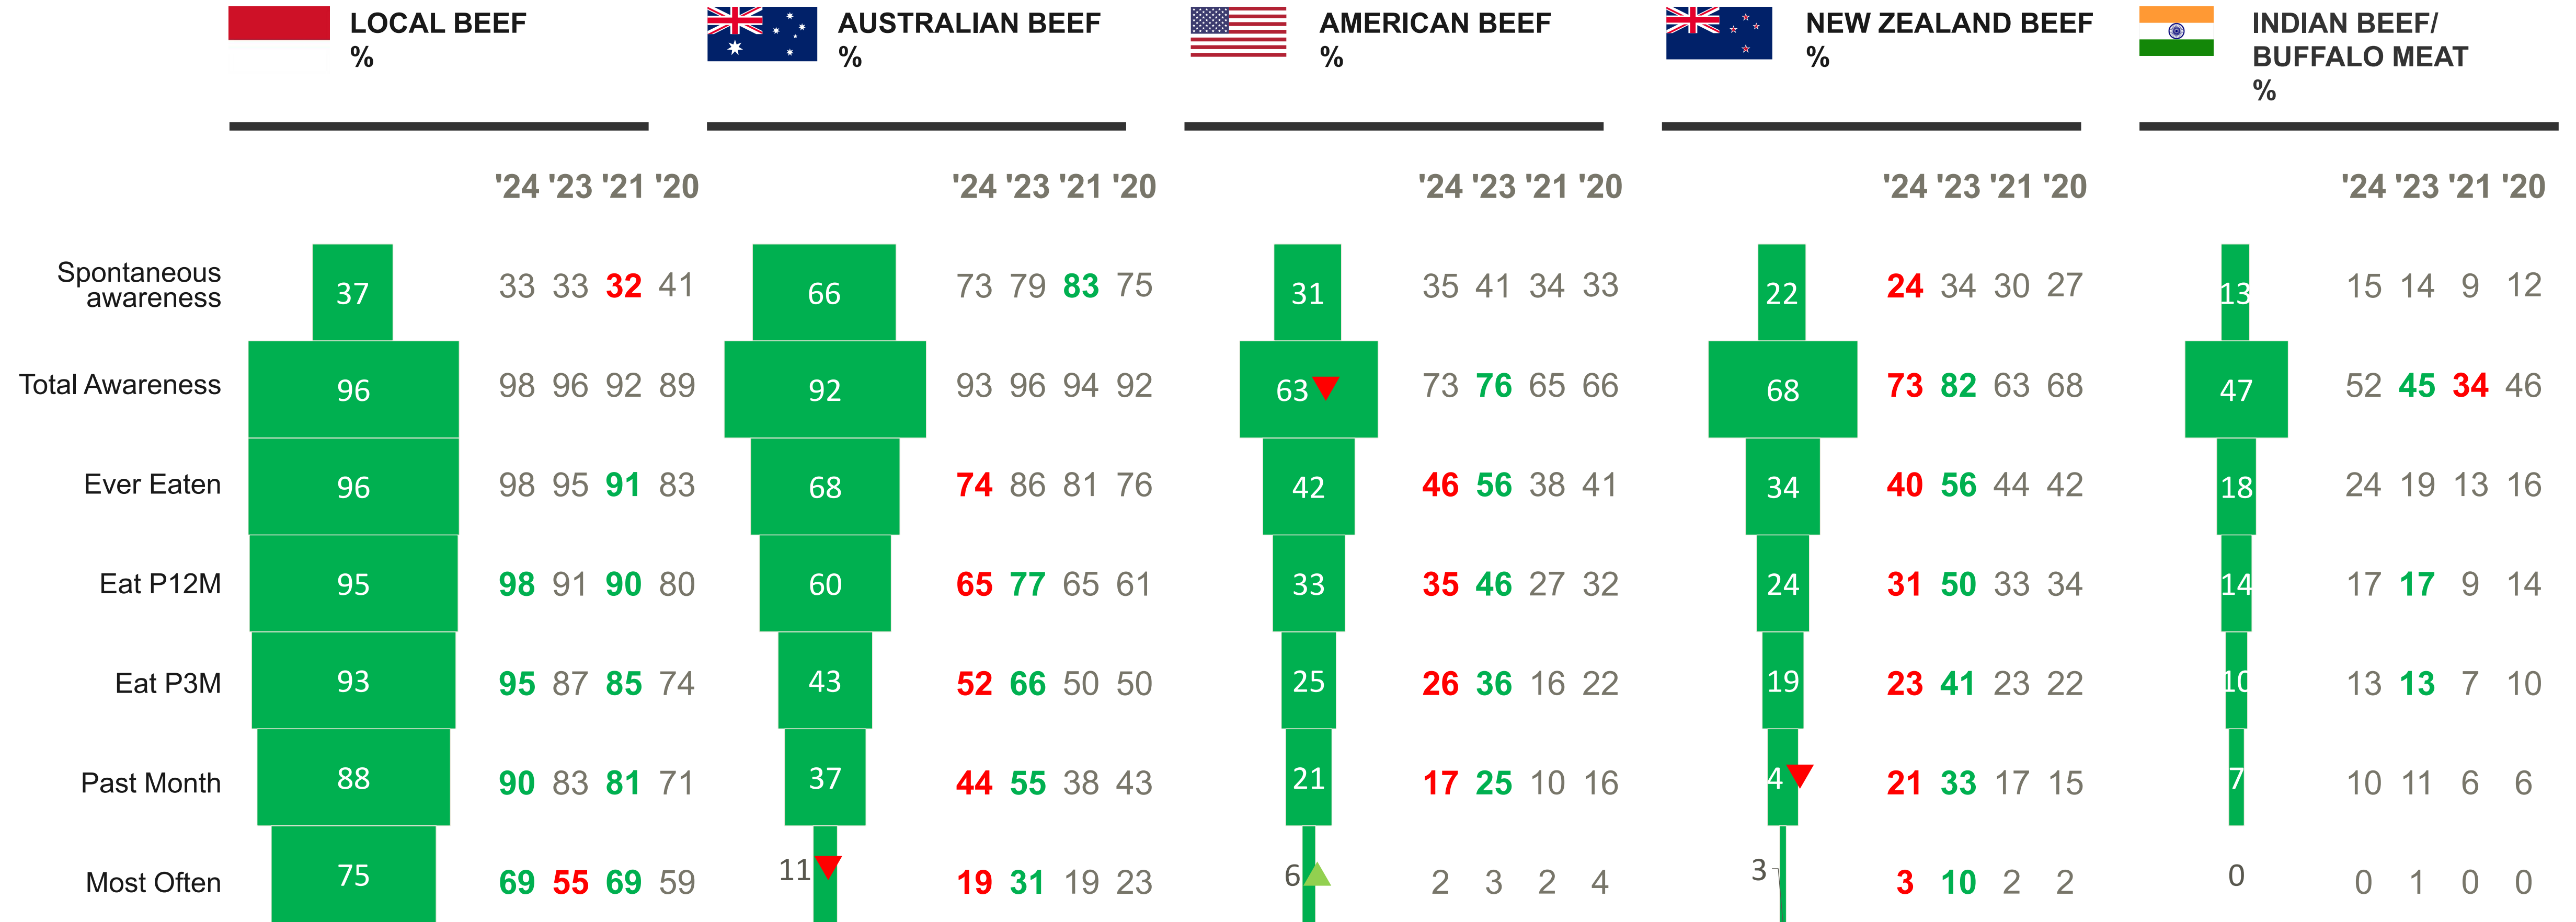 LOCAL BEEF
%
AUSTRALIAN BEEF
%
AMERICAN BEEF
%
NEW ZEALAND BEEF
%
INDIAN BEEF/
BUFFALO MEAT
%
'24 '23 '21 '20 '24 '23 '21 '20 '24 '23 '21 '20 '24 '23 '21 '20 '24 '23 '21 '20
Spontaneous
awareness
37 33 33 32 41 66 73 79 83 75 31 35 41 34 33 22 24 34 30 27 13 15 14 9 12
Total Awareness 96 98 96 92 89 92 93 96 94 92 63 73 76 65 66 68 73 82 63 68 47 52 45 34 46
Ever Eaten 96 98 95 91 83 68 74 86 81 76 42 46 56 38 41 34 40 56 44 42 18 24 19 13 16
Eat P12M 95 98 91 90 80 60 65 77 65 61 33 35 46 27 32 24 31 50 33 34 14 17 17 9 14
Eat P3M 93 95 87 85 74 43 52 66 50 50 25 26 36 16 22 19 23 41 23 22 10 13 13 7 10
Past Month 88 90 83 81 71 37 44 55 38 43 21 17 25 10 16 4 21 33 17 15 7 10 11 6 6
Most Often 75 69 55 69 59 11 19 31 19 23 6 2 3 2 4 3 3 10 2 2 0 0 1 0 0